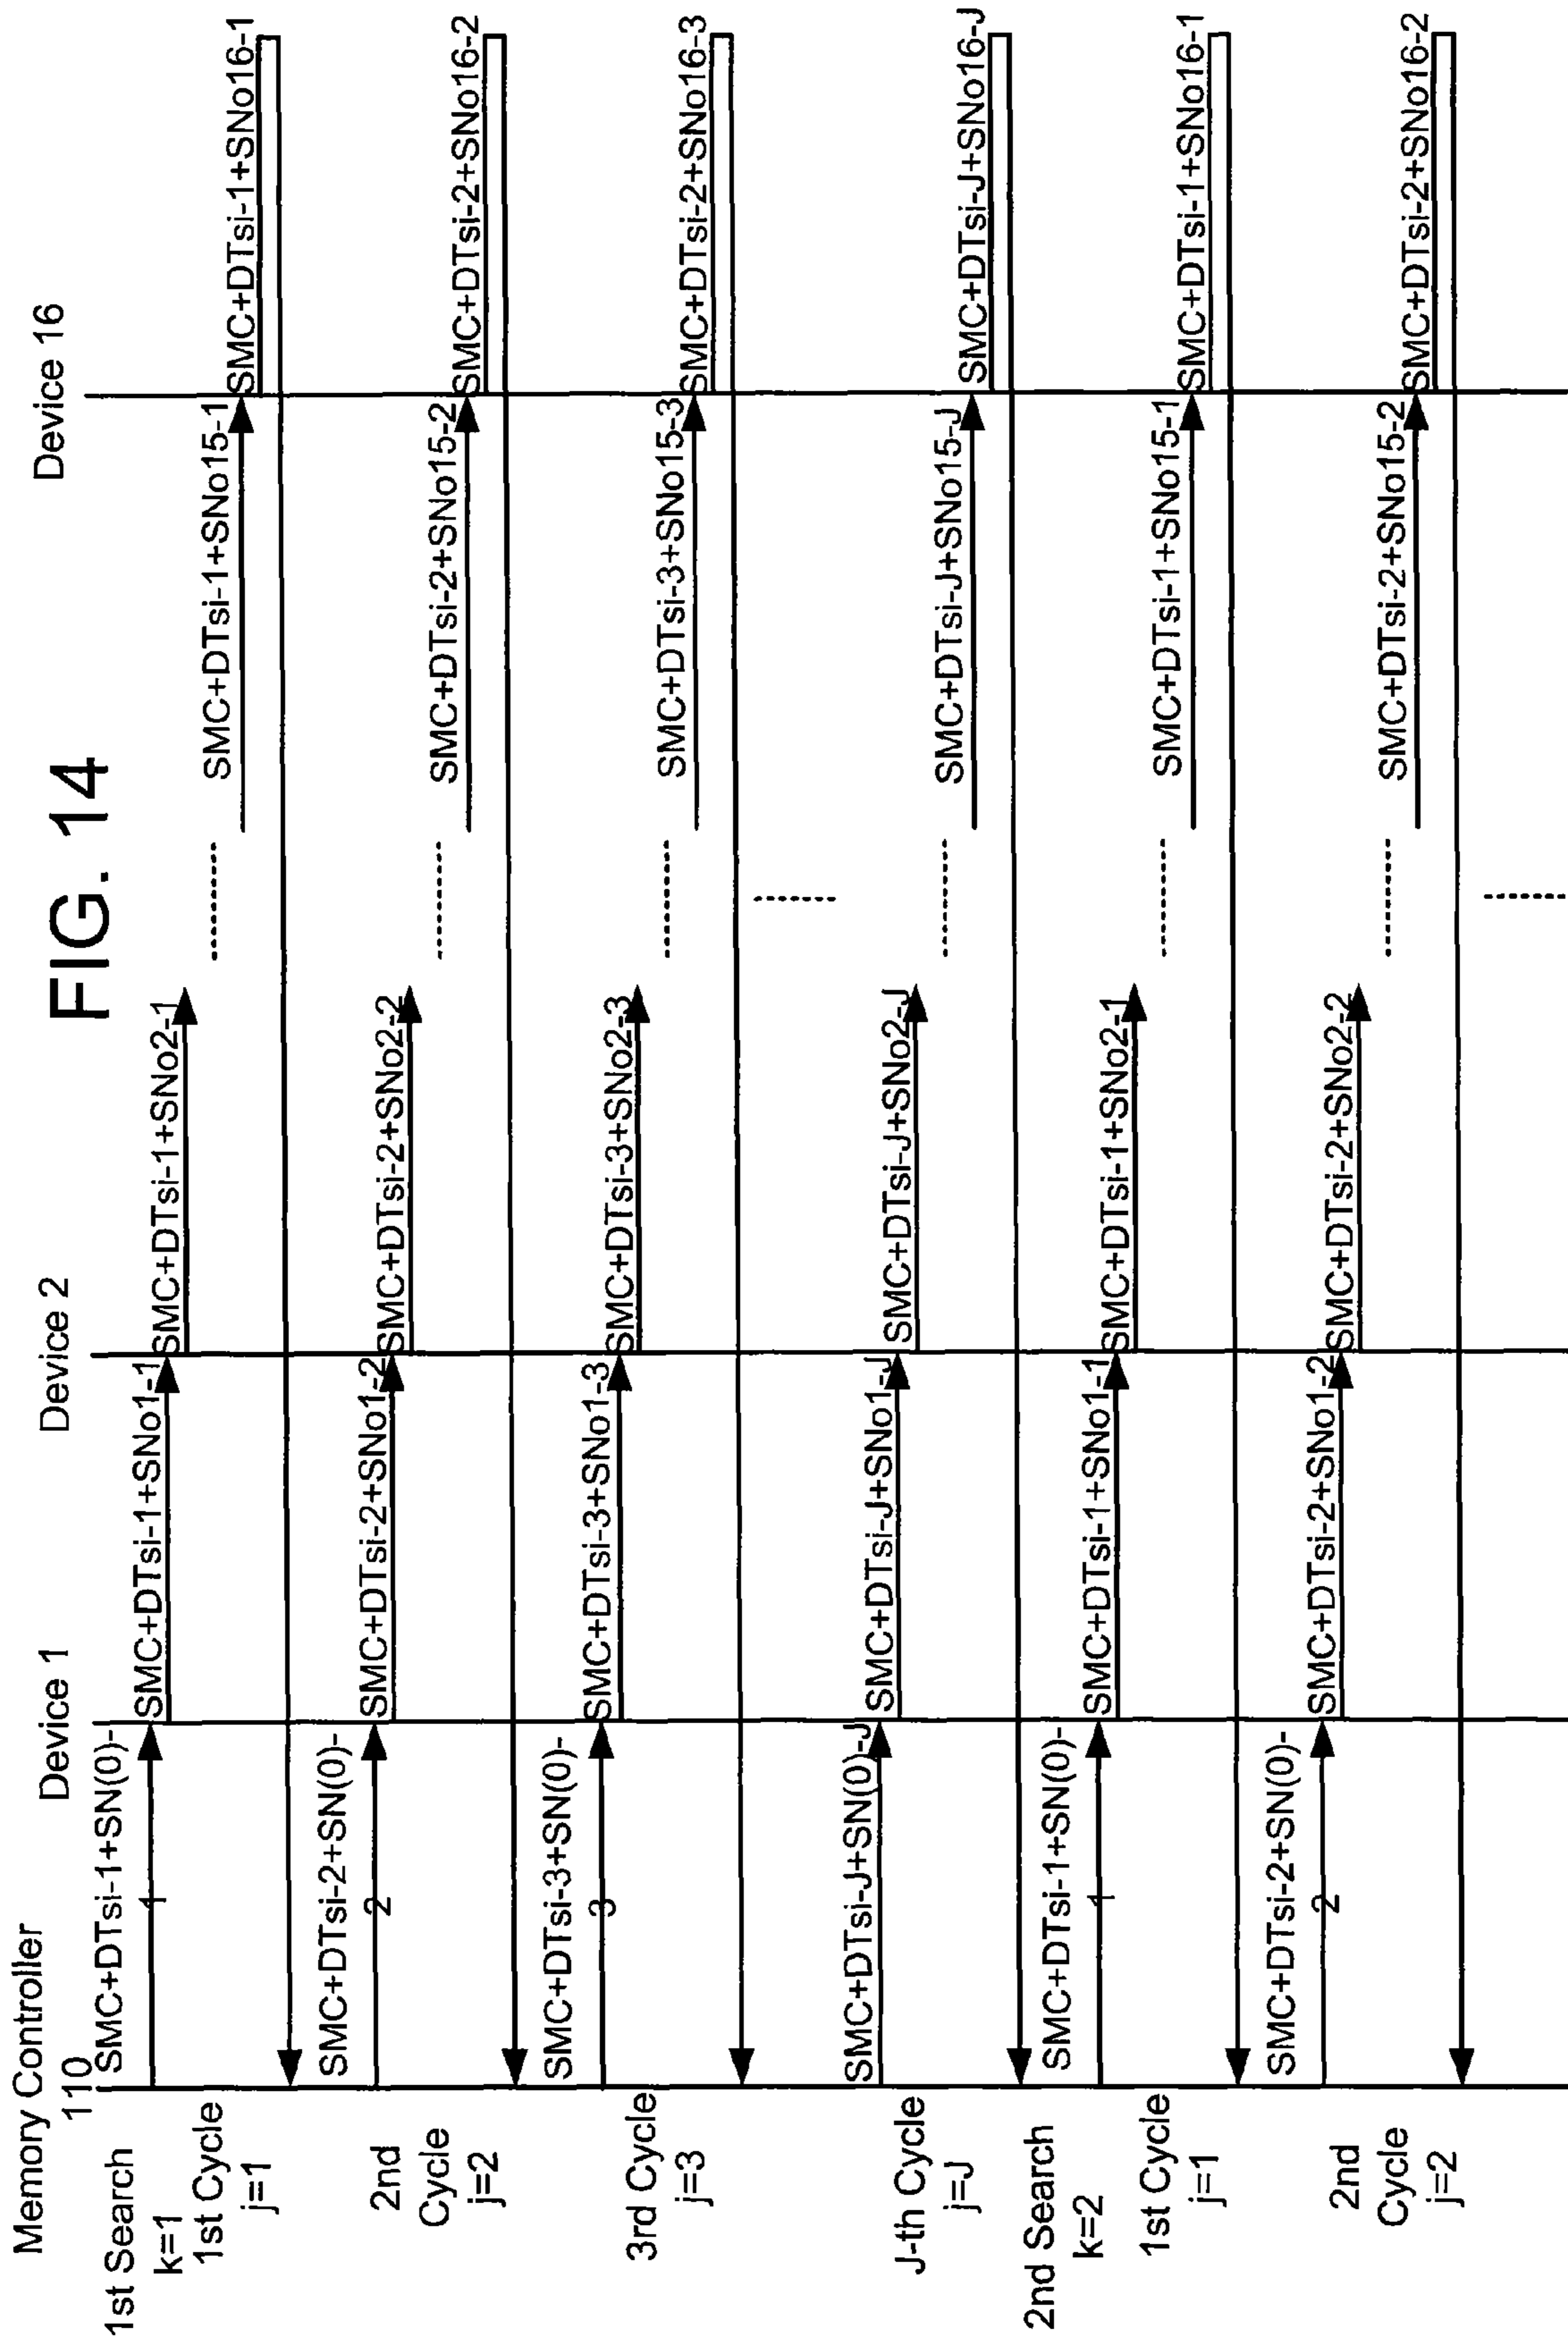 FIG. 14
Memory Controller
110
Device 1
Device 2
Device 16
1st Search
k=1
1st Cycle
j=1
SMC+DTsi-1+SN(0)-
1
SMC+DTsi-1+SNo1-1
SMC+DTsi-1+SNo2-1
SMC+DTsi-1+SNo15-1
SMC+DTsi-1+SNo16-1
2nd
Cycle
j=2
SMC+DTsi-2+SN(0)-
2
SMC+DTsi-2+SNo1-2
SMC+DTsi-2+SNo2-2
SMC+DTsi-2+SNo15-2
SMC+DTsi-2+SNo16-2
3rd Cycle
j=3
SMC+DTsi-3+SN(0)-
3
SMC+DTsi-3+SNo1-3
SMC+DTsi-3+SNo2-3
SMC+DTsi-3+SNo15-3
SMC+DTsi-2+SNo16-3
J-th Cycle
j=J
SMC+DTsi-J+SN(0)-J
SMC+DTsi-J+SNo1-J
SMC+DTsi-J+SNo2-J
SMC+DTsi-J+SNo15-J
SMC+DTsi-J+SNo16-J
2nd Search
k=2
1st Cycle
j=1
SMC+DTsi-1+SN(0)-
1
SMC+DTsi-1+SNo1-1
SMC+DTsi-1+SNo2-1
SMC+DTsi-1+SNo15-1
SMC+DTsi-1+SNo16-1
2nd
Cycle
j=2
SMC+DTsi-2+SN(0)-
2
SMC+DTsi-2+SNo1-2
SMC+DTsi-2+SNo2-2
SMC+DTsi-2+SNo15-2
SMC+DTsi-2+SNo16-2